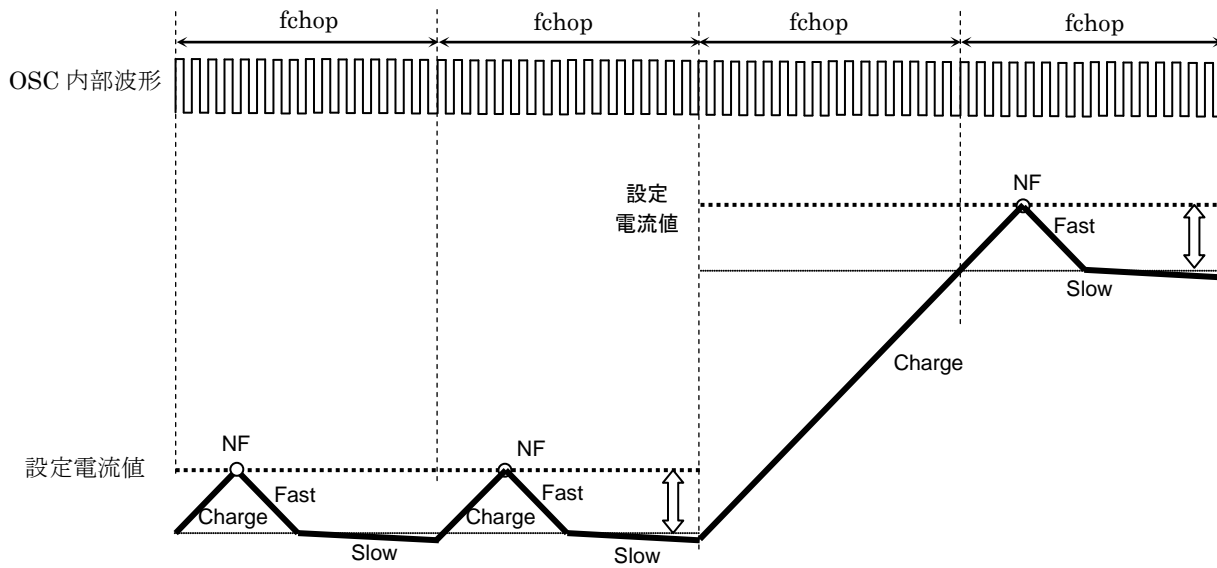 fchop fchop fchop fchop
OSC 内部波形
設定
電流値
NF
Fast
Slow
Charge
設定電流値
NF
Fast
Charge
Slow
NF
Fast
Charge
Slow